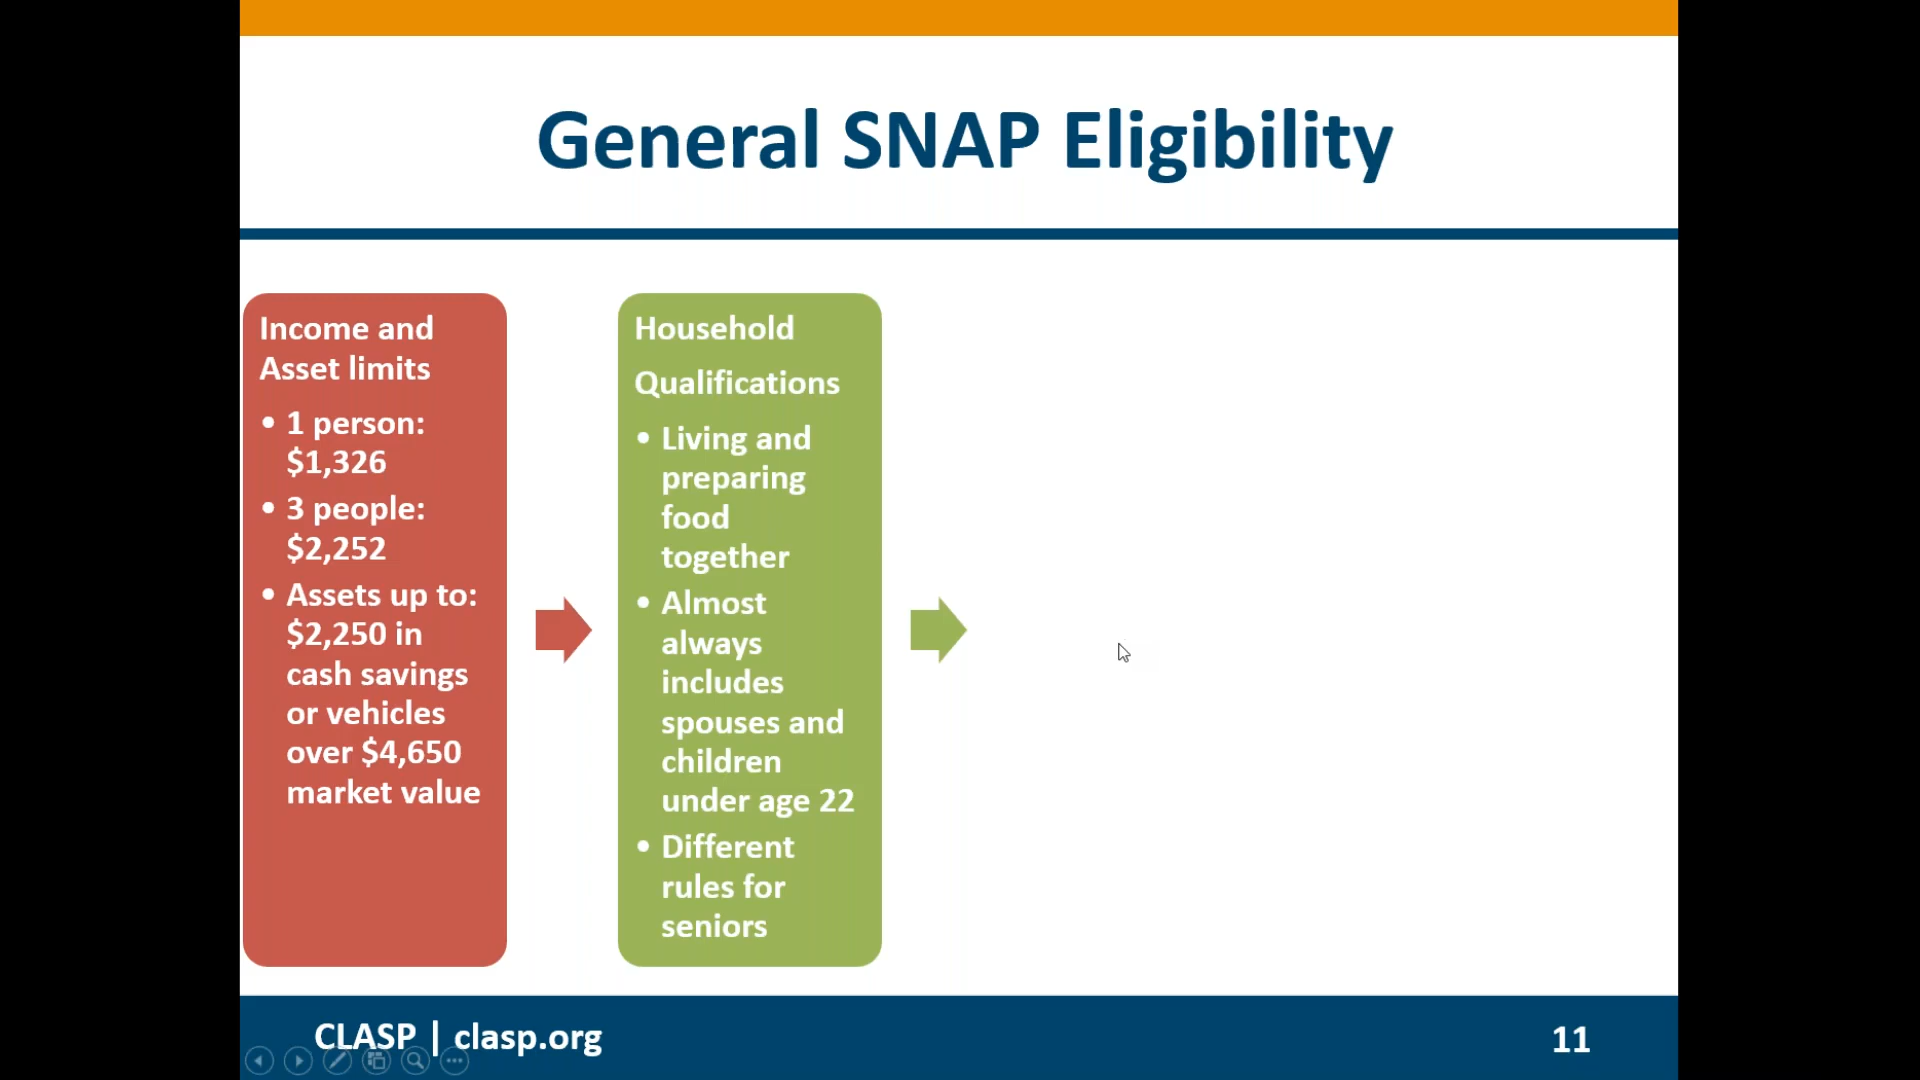 General SNAP Eligibility
Income and
Asset limits
• 1 person:
$1,326
• 3 people:
$2,252
• Assets up to:
$2,250 in
cash savings
or vehicles
over $4,650
market value
Household
Qualifications
• Living and
preparing
food
together
• Almost
always
includes
spouses and
children
under age 22
• Different
rules for
seniors
CLASP | clasp.org
11